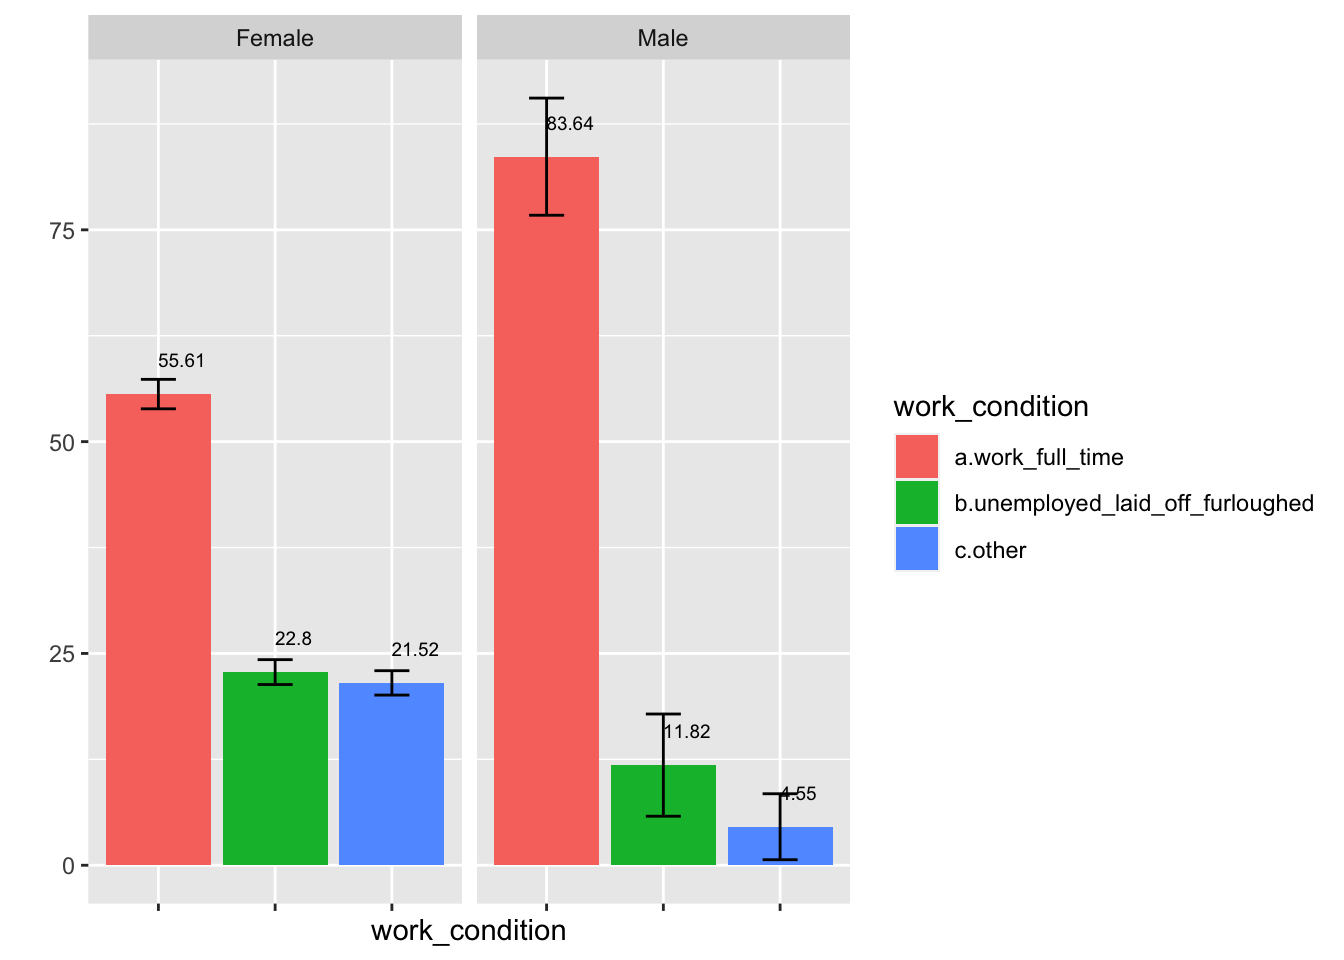 Female
Male
83.64
75
55.61
50
22.8
21.52
25
11.82
4.55
0
work_condition
work_condition
a.work_full_time
b.unemployed_laid_off_furloughed
c.other